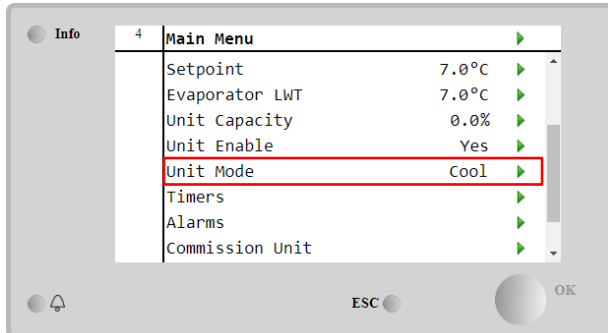 Info
4 Main Menu
Setpoint 7.0°C
Evaporator LWT 7.0°C
Unit Capacity 0.0%
Unit Enable Yes
Unit Mode Cool
Timers
Alarms
Commission Unit
ESC
OK